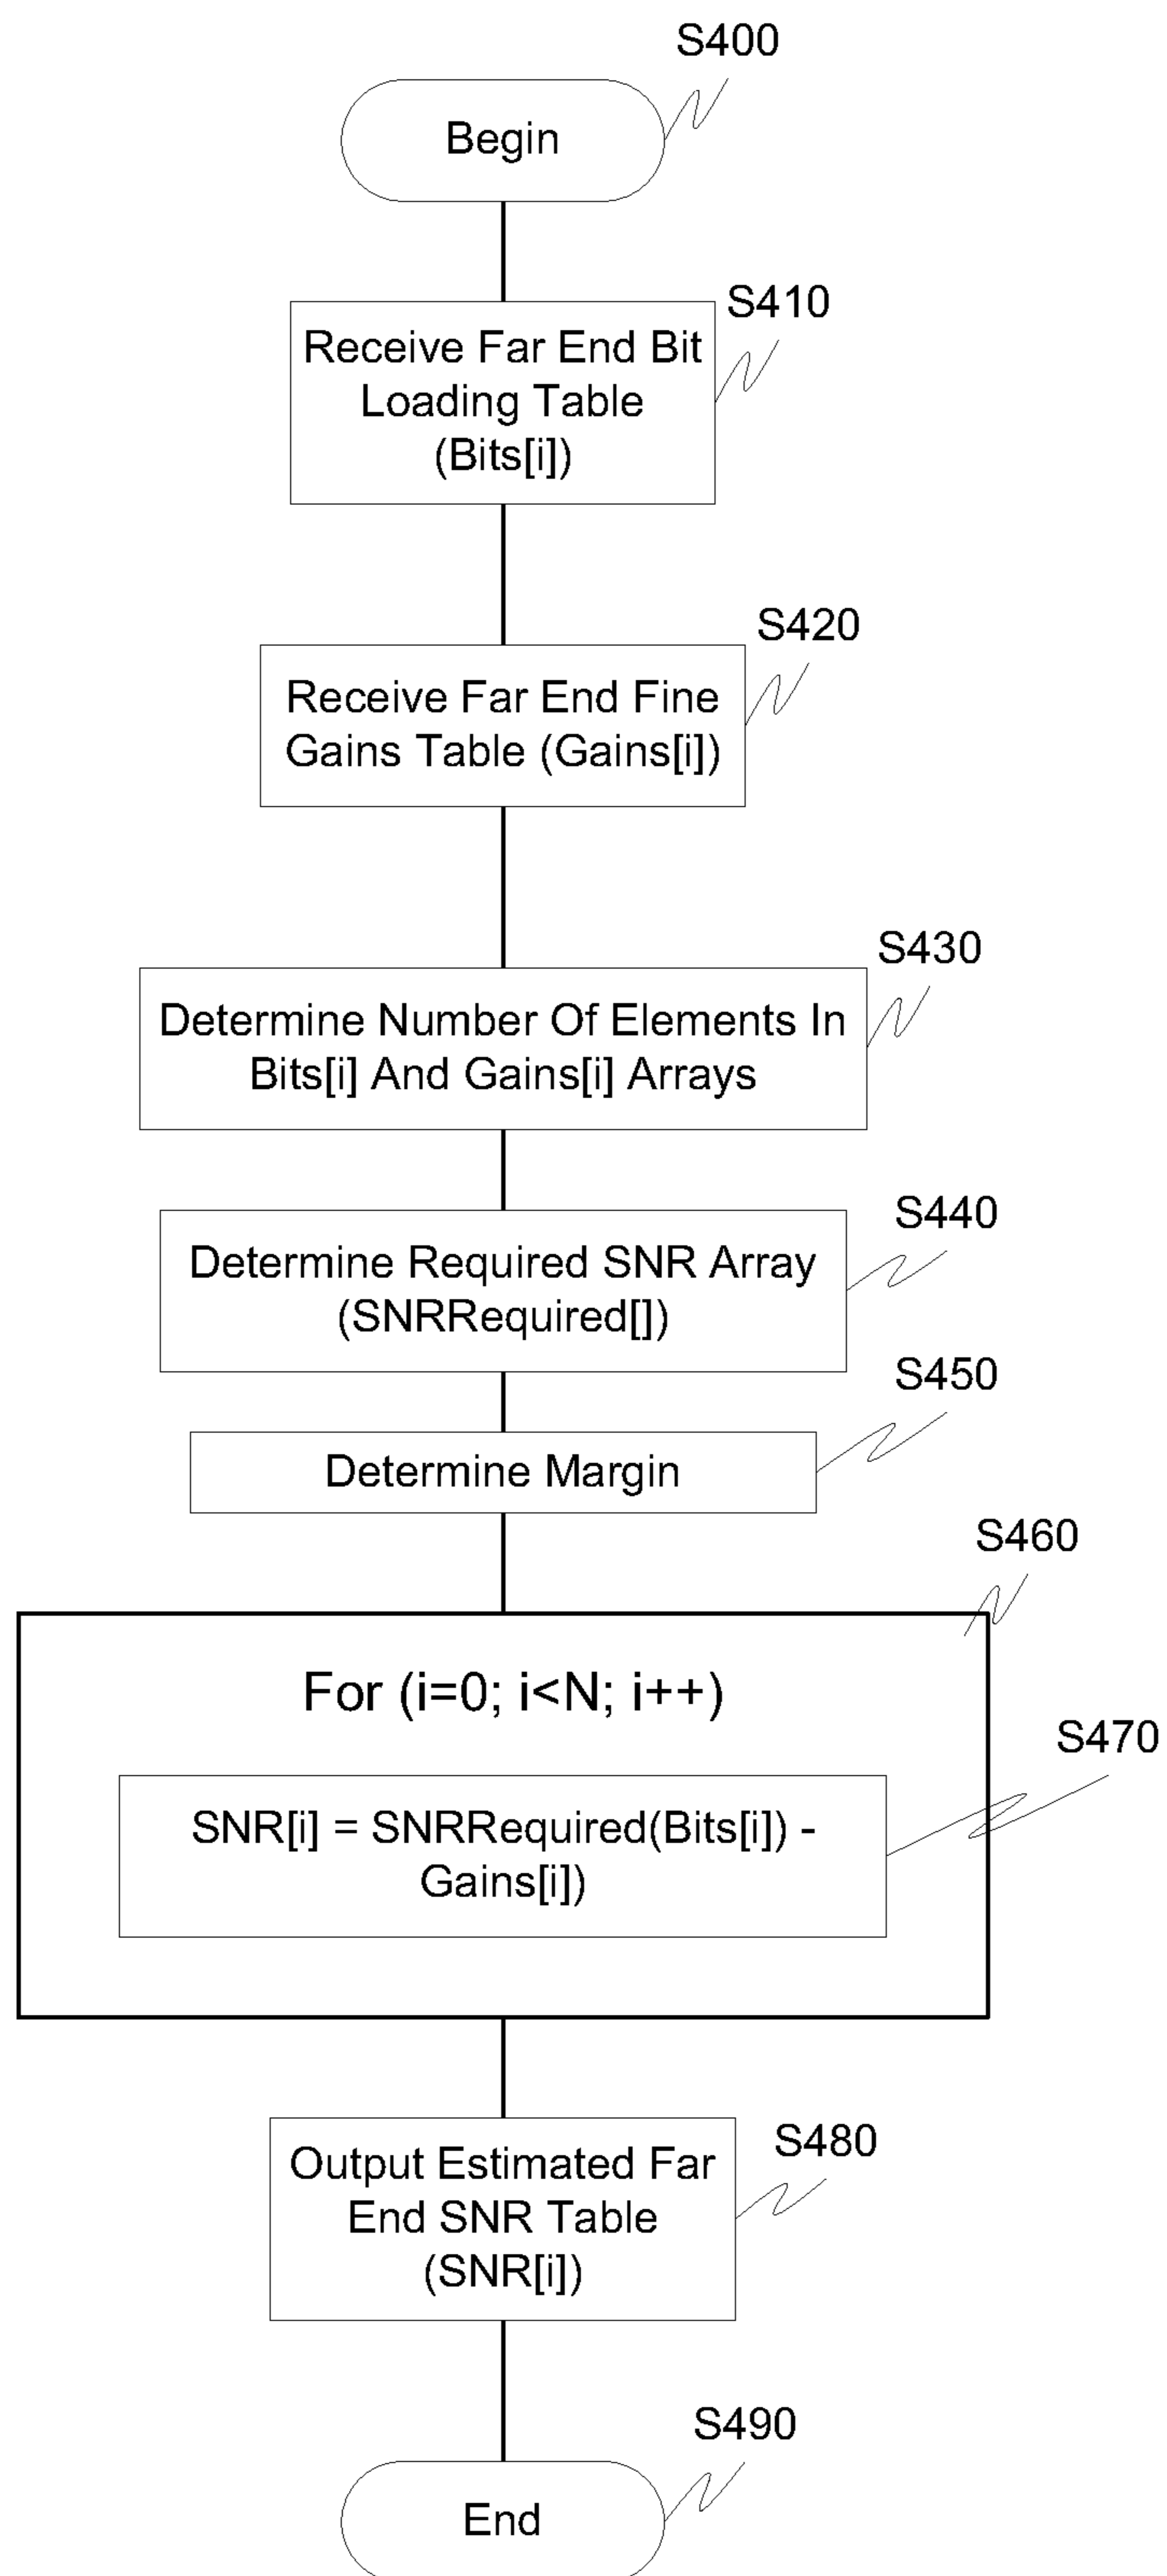 S400
Begin
S410
Receive Far End Bit
Loading Table
(Bits[i])
S420
Receive Far End Fine
Gains Table (Gains[i])
S430
Determine Number Of Elements In
Bits[i] And Gains[i] Arrays
S440
Determine Required SNR Array
(SNRRequired[])
S450
Determine Margin
S460
For (i=0; i<N; i++)
S470
SNR[i] = SNRRequired(Bits[i]) -
Gains[i])
S480
Output Estimated Far
End SNR Table
(SNR[i])
S490
End